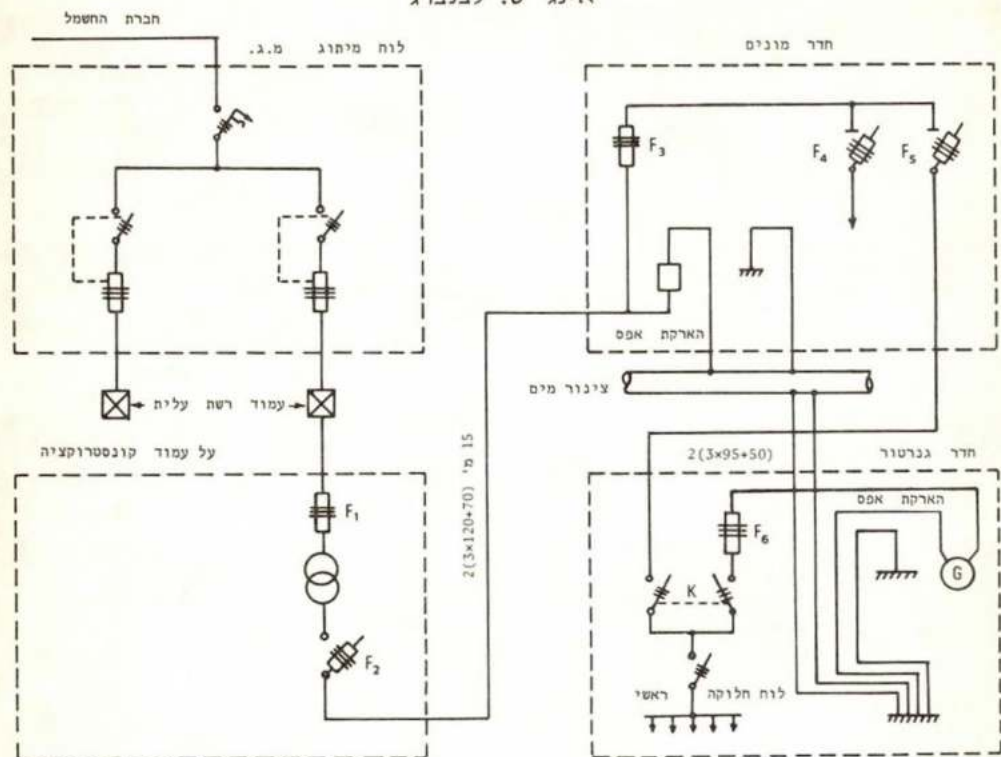 אינג' ש. לבנברג
חברת החשמל
לוח מיתוג מ.ג.
חדר מונים
F3
F4
F5
הארקת אפס
צינור מים
עמוד רשת עלית
על עמוד קונסטרוקציה
F1
F2
15 מ' 2(3×120+70)
2(3×95+50)
חדר גנרטור
הארקת אפס
F6
G
K
לוח חלוקה ראשי